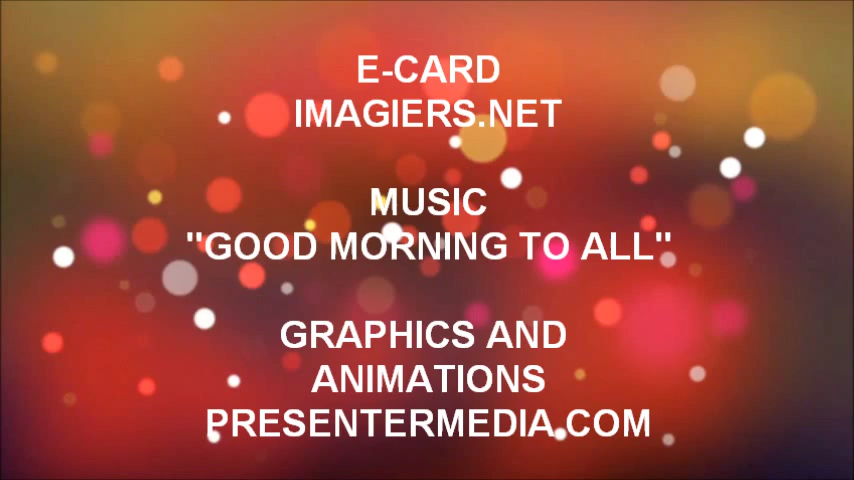 E-CARD
IMAGIERS.NET
MUSIC
"GOOD MORNING TO ALL"
GRAPHICS AND
ANIMATIONS
PRESENTERMEDIA.COM